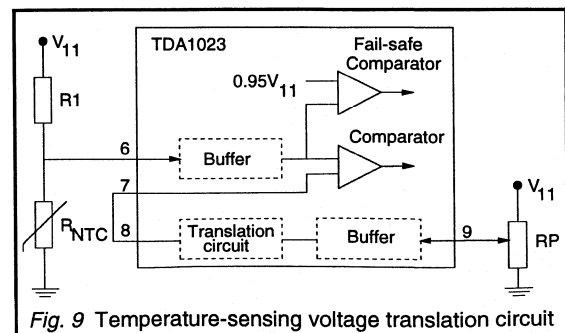 TDA1023
Fail-safe
Comparator
V11
0.95V11
R1
Comparator
6
Buffer
7
V11
RNTC
8
Translation
circuit
Buffer
9
RP
Fig. 9 Temperature-sensing voltage translation circuit